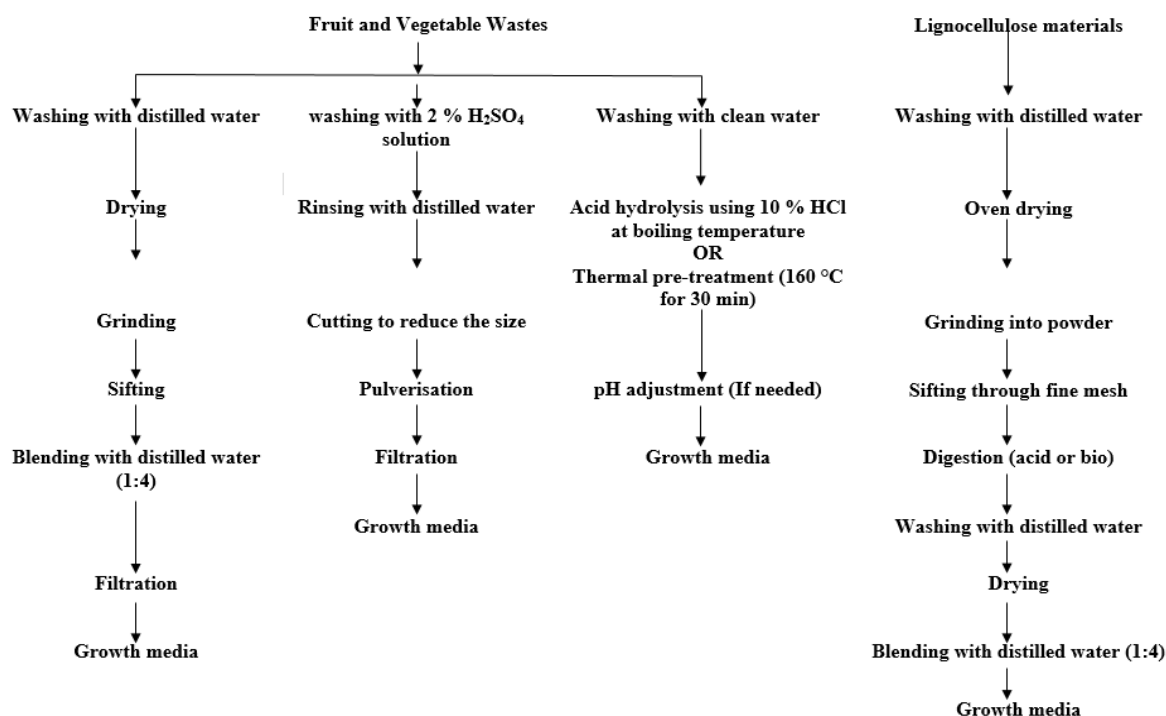 Fruit and Vegetable Wastes
Washing with distilled water
Drying
Grinding
Sifting
Blending with distilled water
(1:4)
Filtration
Growth media
washing with 2 % H₂SO₄
solution
Rinsing with distilled water
Cutting to reduce the size
Pulverisation
Filtration
Growth media
Washing with clean water
Acid hydrolysis using 10 % HCl
at boiling temperature
OR
Thermal pre-treatment (160 °C
for 30 min)
pH adjustment (If needed)
Growth media
Lignocellulose materials
Washing with distilled water
Oven drying
Grinding into powder
Sifting through fine mesh
Digestion (acid or bio)
Washing with distilled water
Drying
Blending with distilled water (1:4)
Growth media